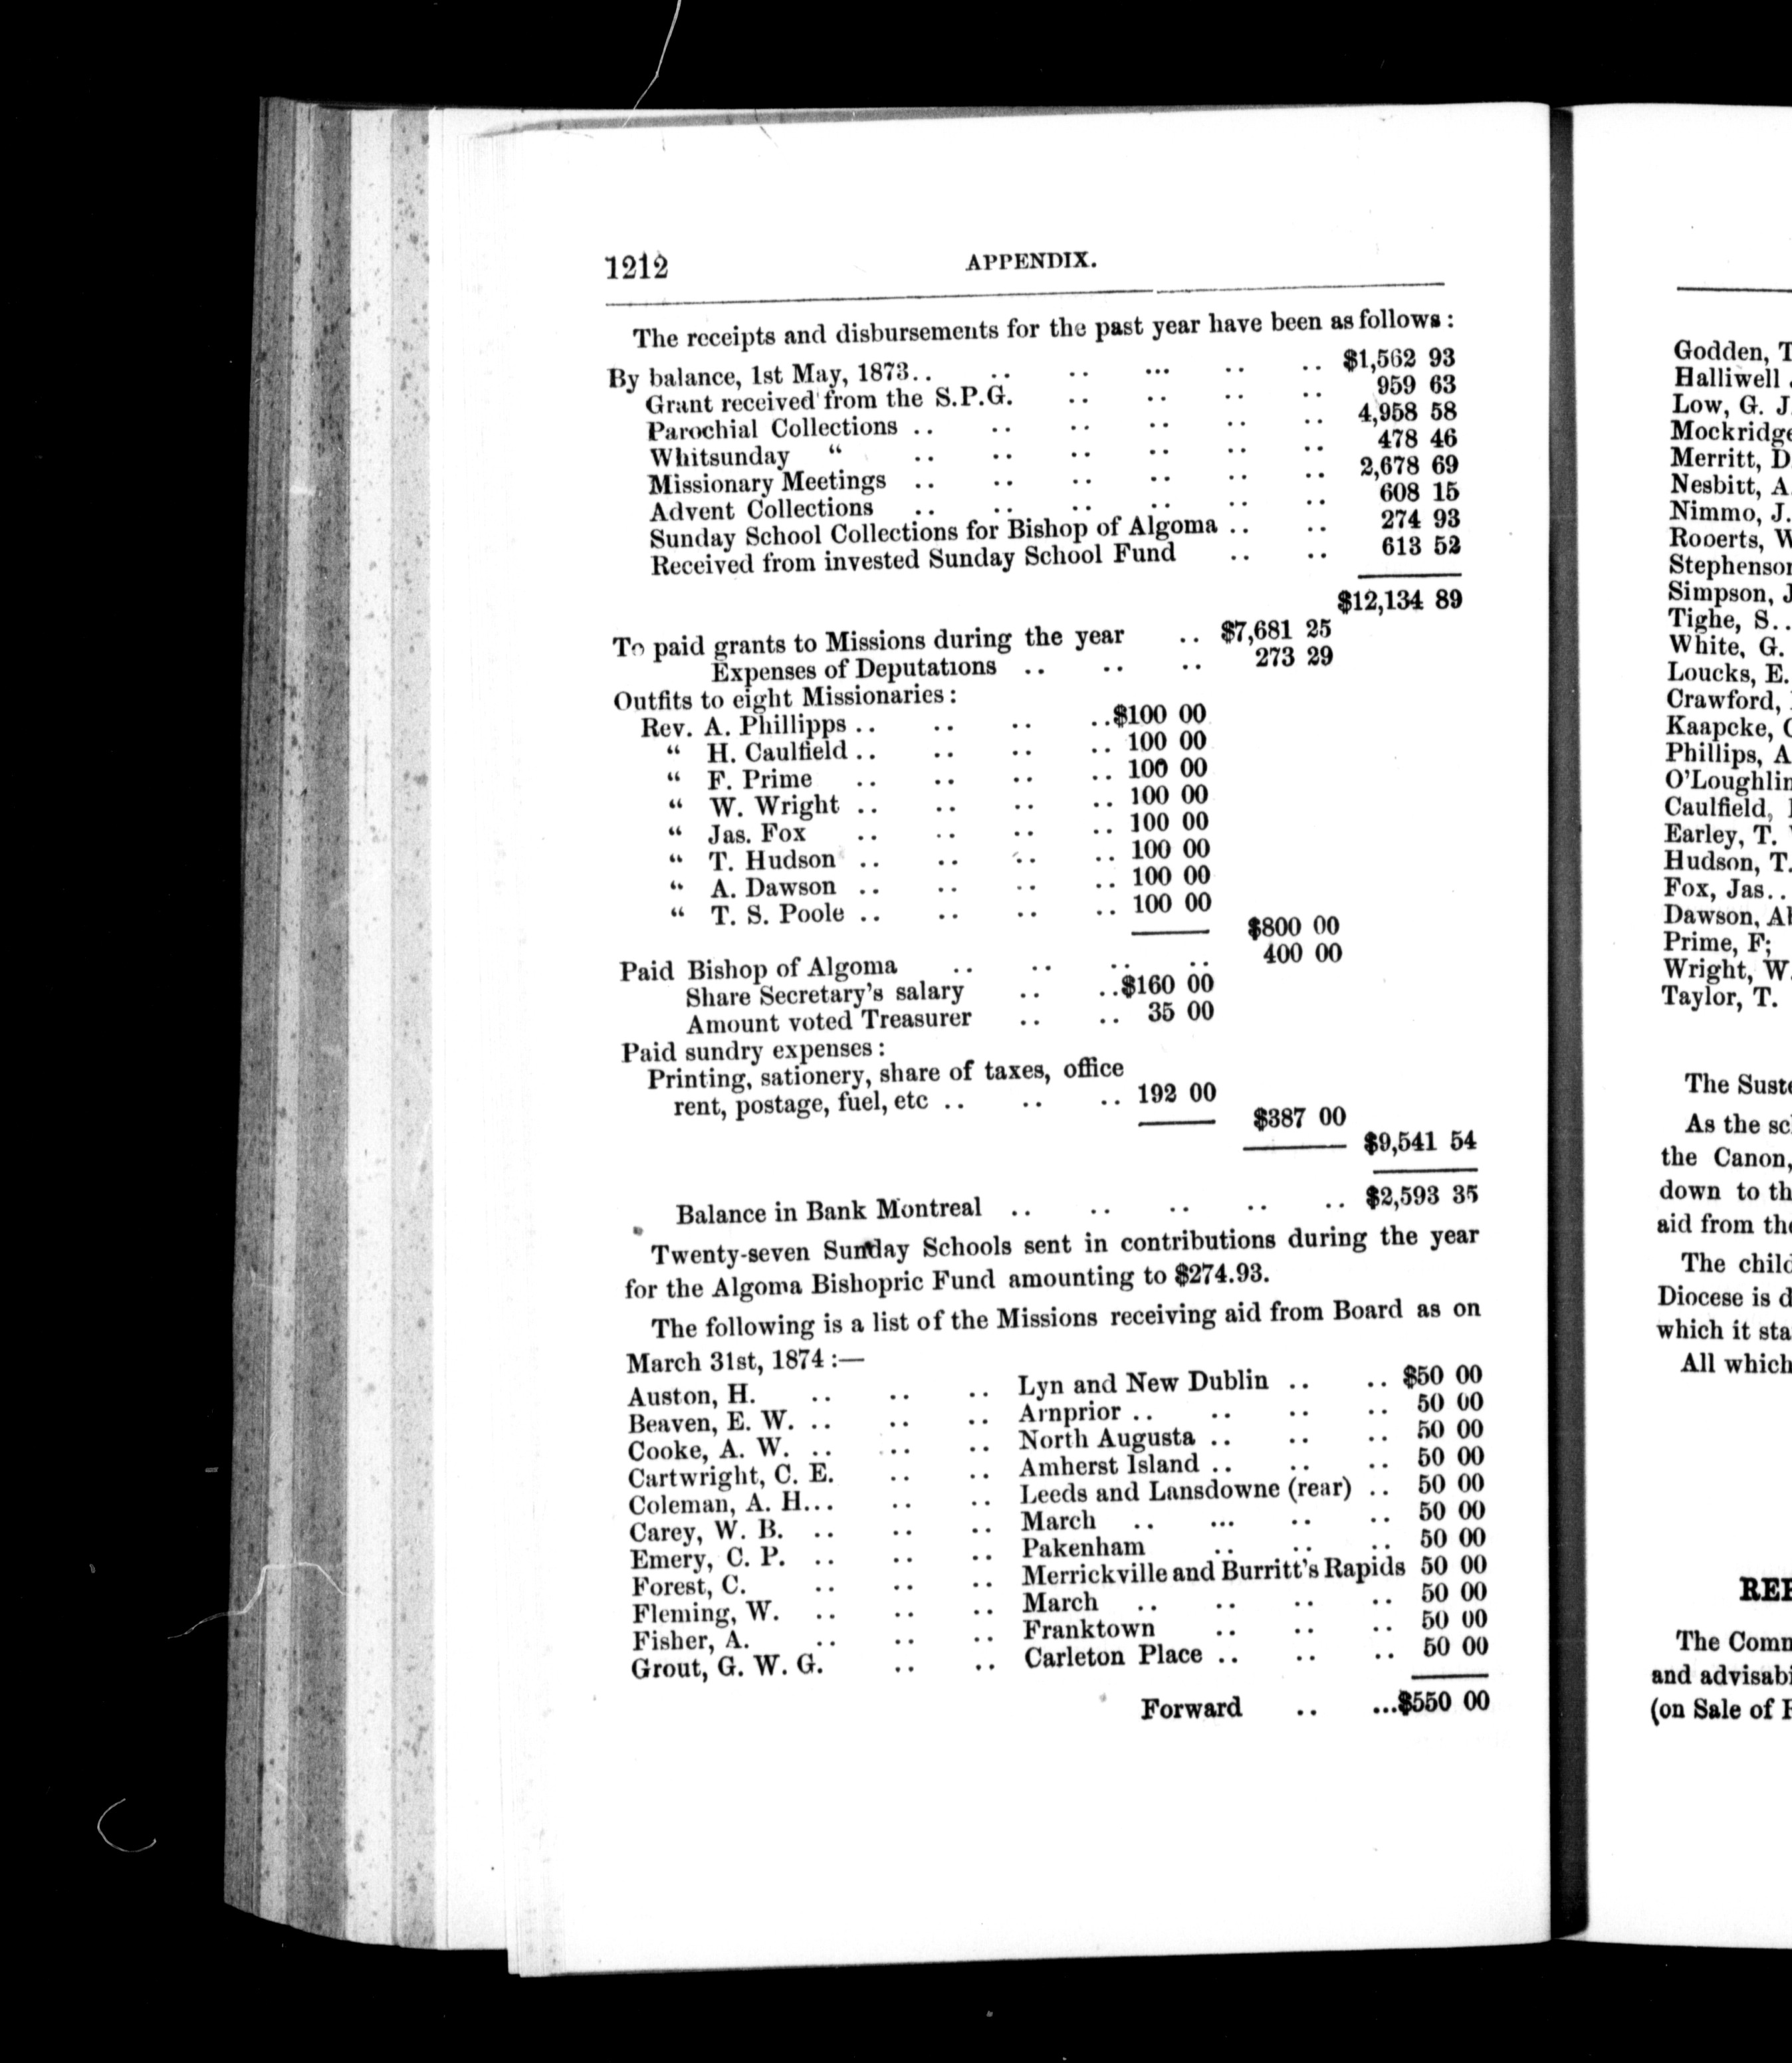 1212 APPENDIX.
The receipts and disbursements for the past year have been as follows :
By balance, 1st May, 1873.. .. .. ... .. .. $1,562 93
Grant received from the S.P.G. .. .. .. .. 959 63
Parochial Collections .. .. .. .. .. .. 4,958 58
Whitsunday “ .. .. .. .. .. .. 478 46
Missionary Meetings .. .. .. .. .. .. 2,678 69
Advent Collections .. .. .. .. .. .. 608 15
Sunday School Collections for Bishop of Algoma .. .. 274 93
Received from invested Sunday School Fund .. .. 613 52
$12,134 89
To paid grants to Missions during the year .. $7,681 25
Expenses of Deputations .. .. .. 273 29
Outfits to eight Missionaries :
Rev. A. Phillipps .. .. .. ..$100 00
“ H. Caulfield .. .. .. .. 100 00
“ F. Prime .. .. .. .. 100 00
“ W. Wright .. .. .. .. 100 00
“ Jas. Fox .. .. .. .. 100 00
“ T. Hudson .. .. .. .. 100 00
“ A. Dawson .. .. .. .. 100 00
“ T. S. Poole .. .. .. .. 100 00
$800 00
Paid Bishop of Algoma .. .. .. .. 400 00
Share Secretary's salary .. ..$160 00
Amount voted Treasurer .. .. 35 00
Paid sundry expenses :
Printing, sationery, share of taxes, office
rent, postage, fuel, etc .. .. .. 192 00
$387 00
$9,541 54
Balance in Bank Montreal .. .. .. .. .. $2,593 35
Twenty-seven Sunday Schools sent in contributions during the year
for the Algoma Bishopric Fund amounting to $274.93.
The following is a list of the Missions receiving aid from Board as on
March 31st, 1874 :—
Auston, H. .. .. .. Lyn and New Dublin .. .. $50 00
Beaven, E. W. .. .. .. Arnprior .. .. .. .. 50 00
Cooke, A. W. .. .. .. North Augusta .. .. .. 50 00
Cartwright, C. E. .. .. Amherst Island .. .. .. 50 00
Coleman, A. H... .. .. Leeds and Lansdowne (rear) .. 50 00
Carey, W. B. .. .. .. March .. ... .. .. 50 00
Emery, C. P. .. .. .. Pakenham .. .. .. 50 00
Forest, C. .. .. .. Merrickville and Burritt's Rapids 50 00
Fleming, W. .. .. .. March .. .. .. .. 50 00
Fisher, A. .. .. .. Franktown .. .. .. 50 00
Grout, G. W. G. .. .. Carleton Place .. .. .. 50 00
Forward .. ...$550 00
Godden, T
Halliwell
Low, G. J
Mockridge
Merritt, D
Nesbitt, A.
Nimmo, J.
Rooerts, W
Stephenson
Simpson, J
Tighe, S..
White, G.
Loucks, E.
Crawford,
Kaapcke, C
Phillips, A
O'Loughlin
Caulfield,
Earley, T.
Hudson, T.
Fox, Jas..
Dawson, Al
Prime, F;
Wright, W.
Taylor, T.
The Suste
As the sc
the Canon,
down to th
aid from the
The child
Diocese is d
which it sta
All which
REP
The Comm
and advisabi
(on Sale of